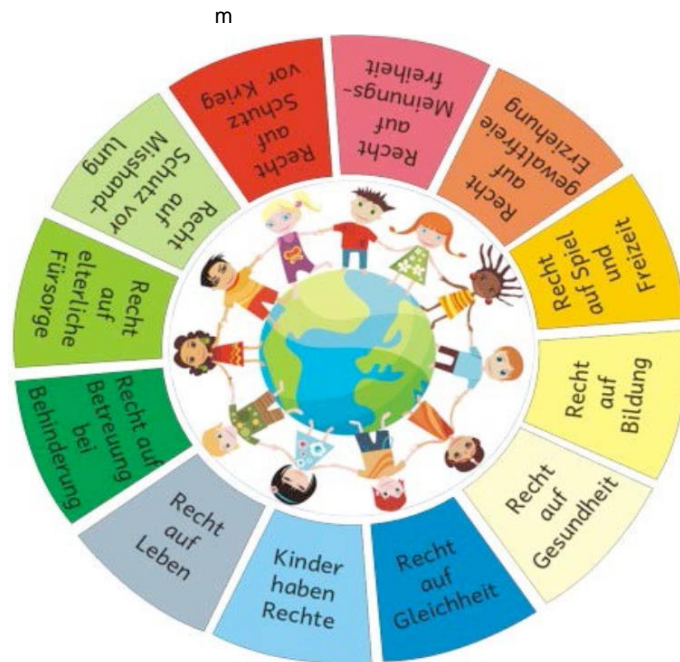 m
Recht
auf
Meinungs-
freiheit
Recht
auf
gewaltfreie
Erziehung
Recht
auf Spiel
und
Freizeit
Recht
auf
Bildung
Recht
auf
Gesundheit
Recht
auf
Gleichheit
Kinder
haben
Rechte
Recht
auf
Leben
Recht auf
Betreuung
bei
Behinderung
Recht
auf
elterliche
Fürsorge
Recht
auf
Schutz vor
Misshand-
lung
Recht
auf
Schutz
vor Krieg